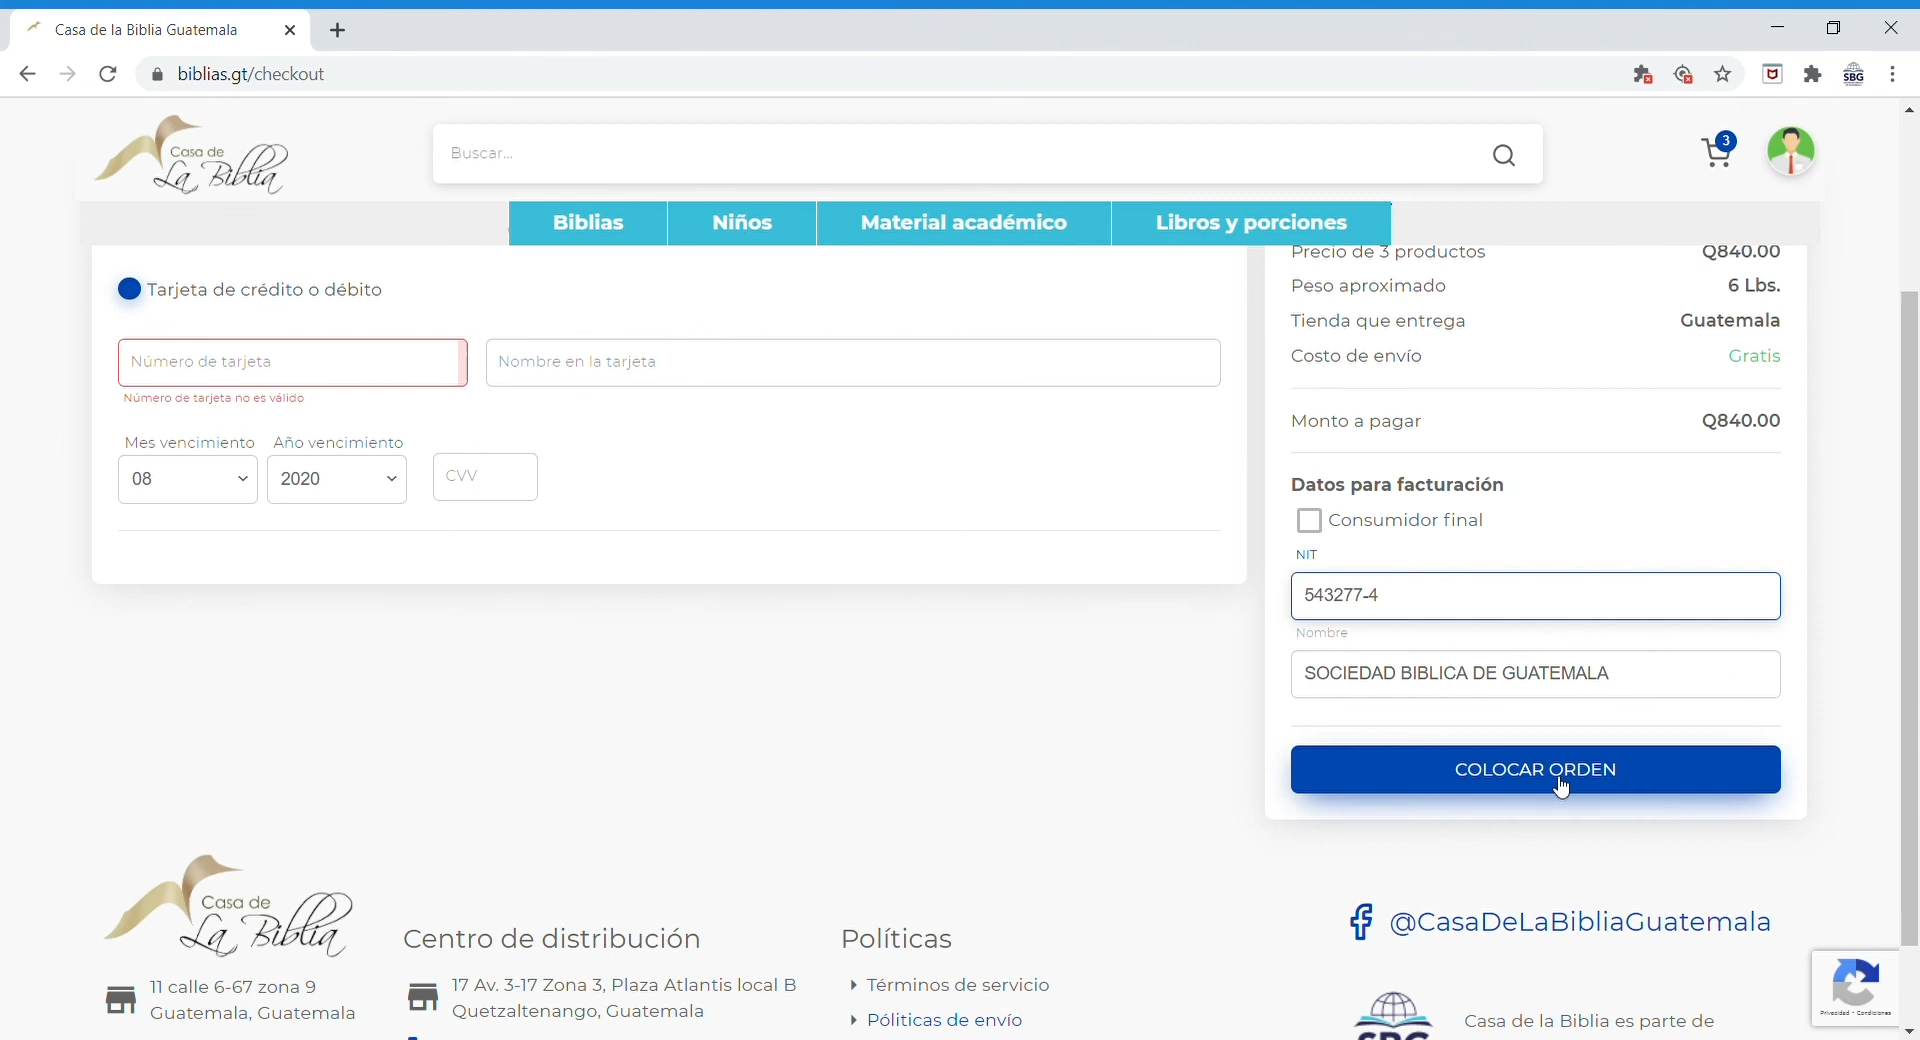 Casa de la Biblia Guatemala
biblias.gt/checkout
SBG
Casa de
La Biblia
Buscar...
3
Biblias
Niños
Material académico
Libros y porciones
Tarjeta de crédito o débito
Número de tarjeta
Nombre en la tarjeta
Número de tarjeta no es válido
Mes vencimiento
Año vencimiento
08
2020
CVV
Precio de 3 productos Q840.00
Peso aproximado 6 Lbs.
Tienda que entrega Guatemala
Costo de envío Gratis
Monto a pagar Q840.00
Datos para facturación
Consumidor final
NIT
543277-4
Nombre
SOCIEDAD BIBLICA DE GUATEMALA
COLOCAR ORDEN
Casa de
La Biblia
11 calle 6-67 zona 9
Guatemala, Guatemala
Centro de distribución
17 Av. 3-17 Zona 3, Plaza Atlantis local B
Quetzaltenango, Guatemala
Políticas
Términos de servicio
Póliticas de envío
@CasaDeLaBibliaGuatemala
SBG
Casa de la Biblia es parte de
Privacidad - Condiciones